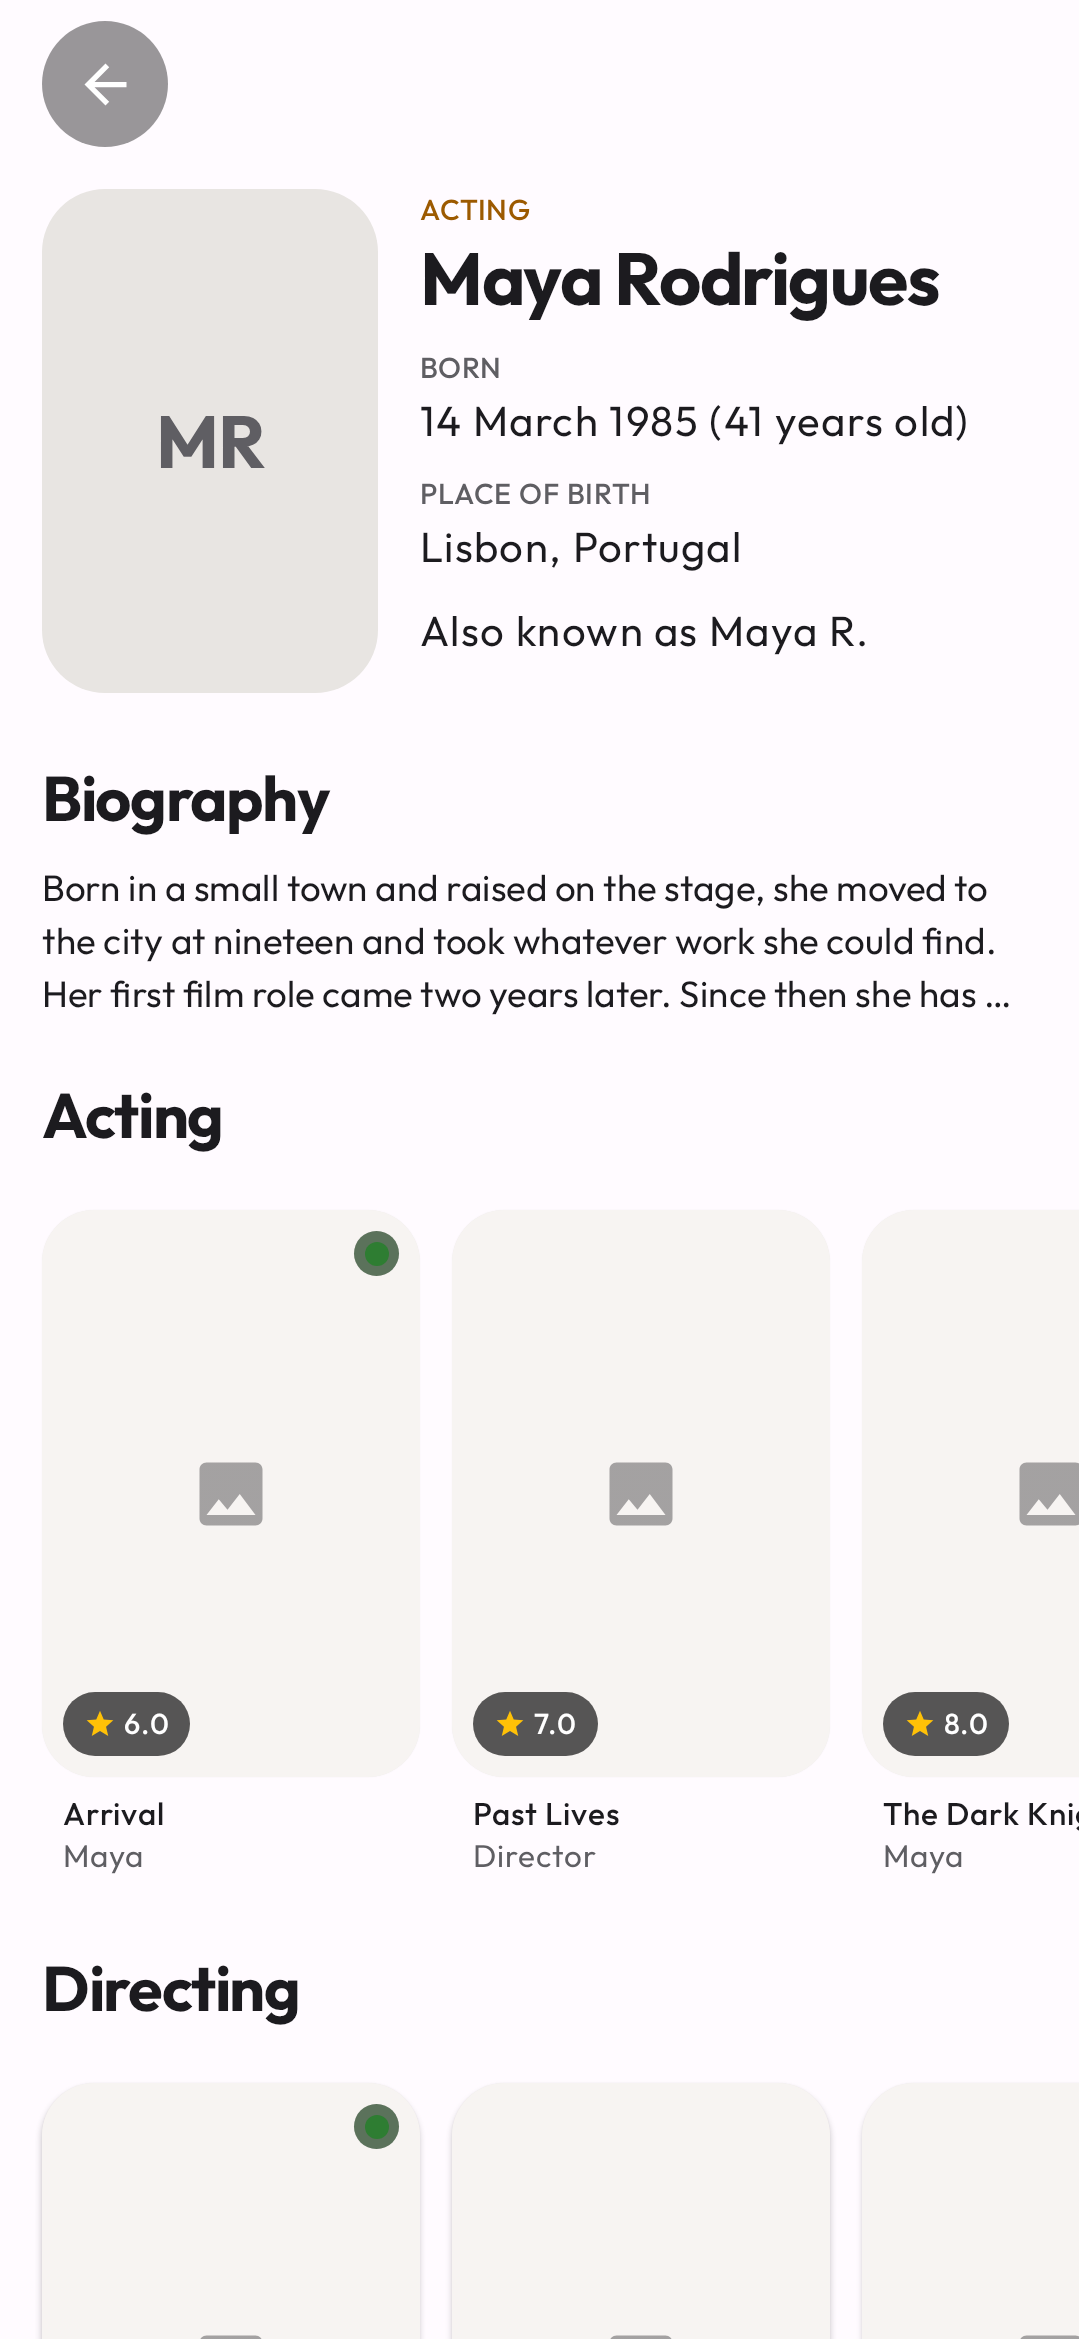 ACTING
Maya Rodrigues
BORN
14 March 1985 (41 years old)
PLACE OF BIRTH
Lisbon, Portugal
Also known as Maya R.
MR
Biography
Born in a small town and raised on the stage, she moved to
the city at nineteen and took whatever work she could find.
Her first film role came two years later. Since then she has ...
Acting
6.0
7.0
8.0
Arrival
Maya
Past Lives
Director
The Dark Knig
Maya
Directing